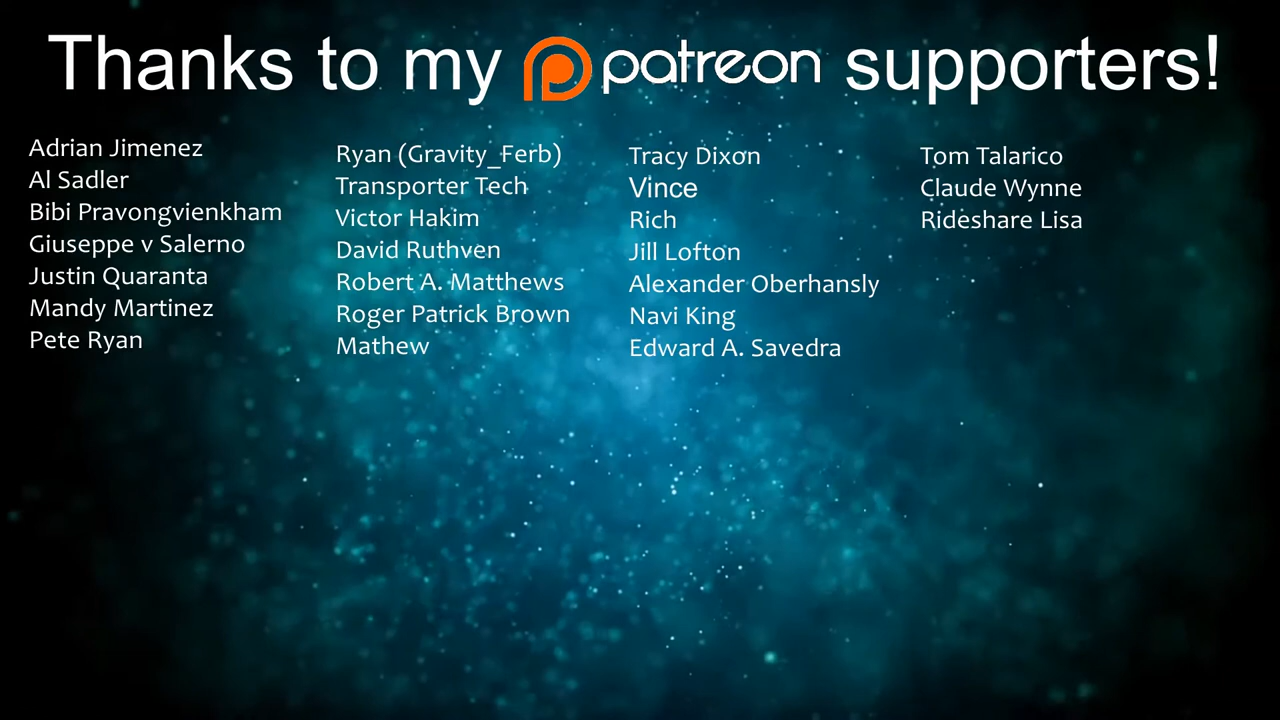 Thanks to my patreon supporters!
Adrian Jimenez
Al Sadler
Bibi Pravongvienkham
Giuseppe v Salerno
Justin Quaranta
Mandy Martinez
Pete Ryan
Ryan (Gravity_Ferb)
Transporter Tech
Victor Hakim
David Ruthven
Robert A. Matthews
Roger Patrick Brown
Mathew
Tracy Dixon
Vince
Rich
Jill Lofton
Alexander Oberhansly
Navi King
Edward A. Savedra
Tom Talarico
Claude Wynne
Rideshare Lisa